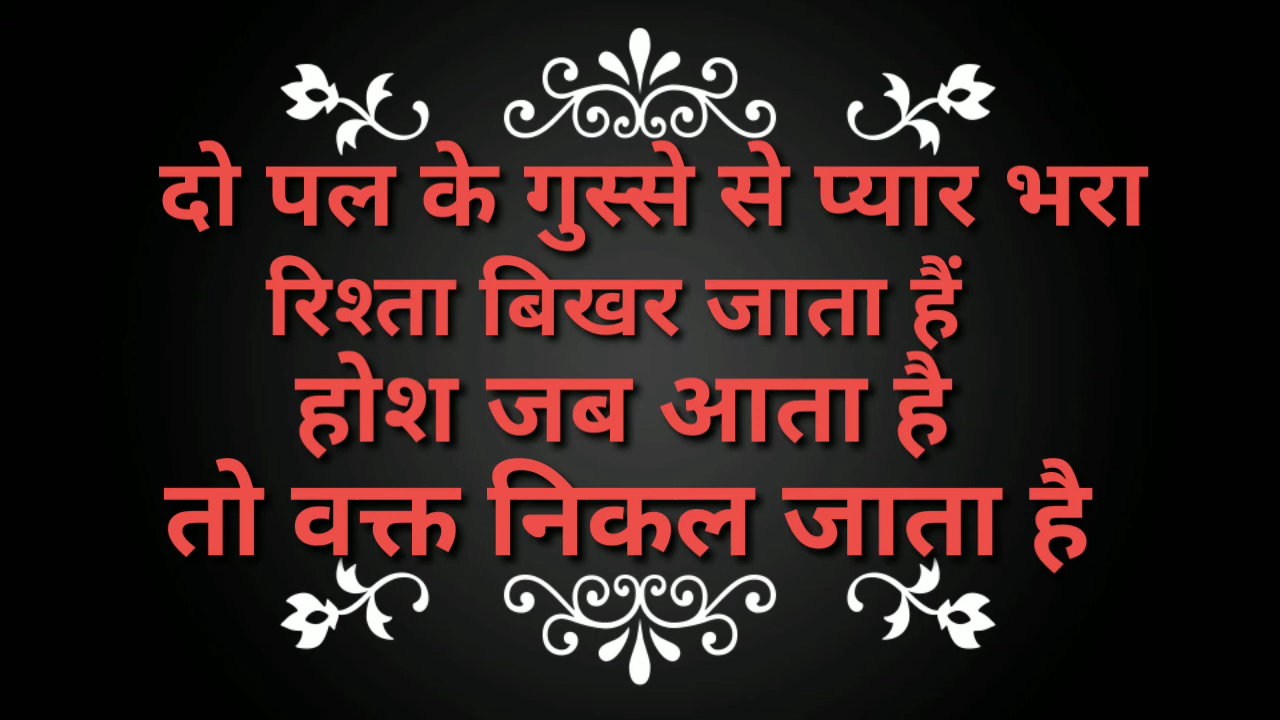 दो पल के गुस्से से प्यार भरा
रिश्ता बिखर जाता हैं
होश जब आता है
तो वक्त निकल जाता है